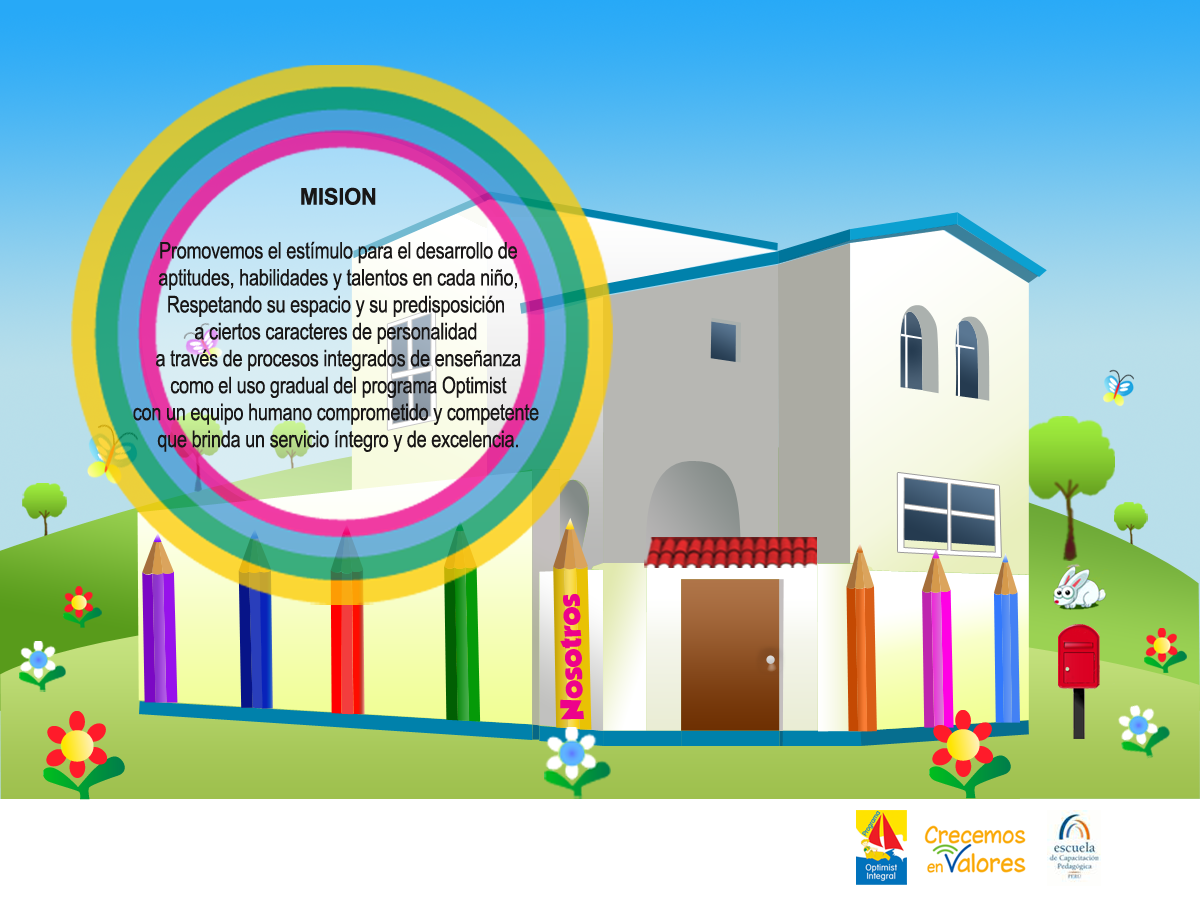 MISION
Promovemos el estímulo para el desarrollo de
aptitudes, habilidades y talentos en cada niño,
Respetando su espacio y su predisposición
a ciertos caracteres de personalidad
a través de procesos integrados de enseñanza
como el uso gradual del programa Optimist
con un equipo humano comprometido y competente
que brinda un servicio íntegro y de excelencia.
Nosotros
Programa
Optimist
Integral
Crecemos
en Valores
escuela
de Capacitación
Pedagógica
PERÚ